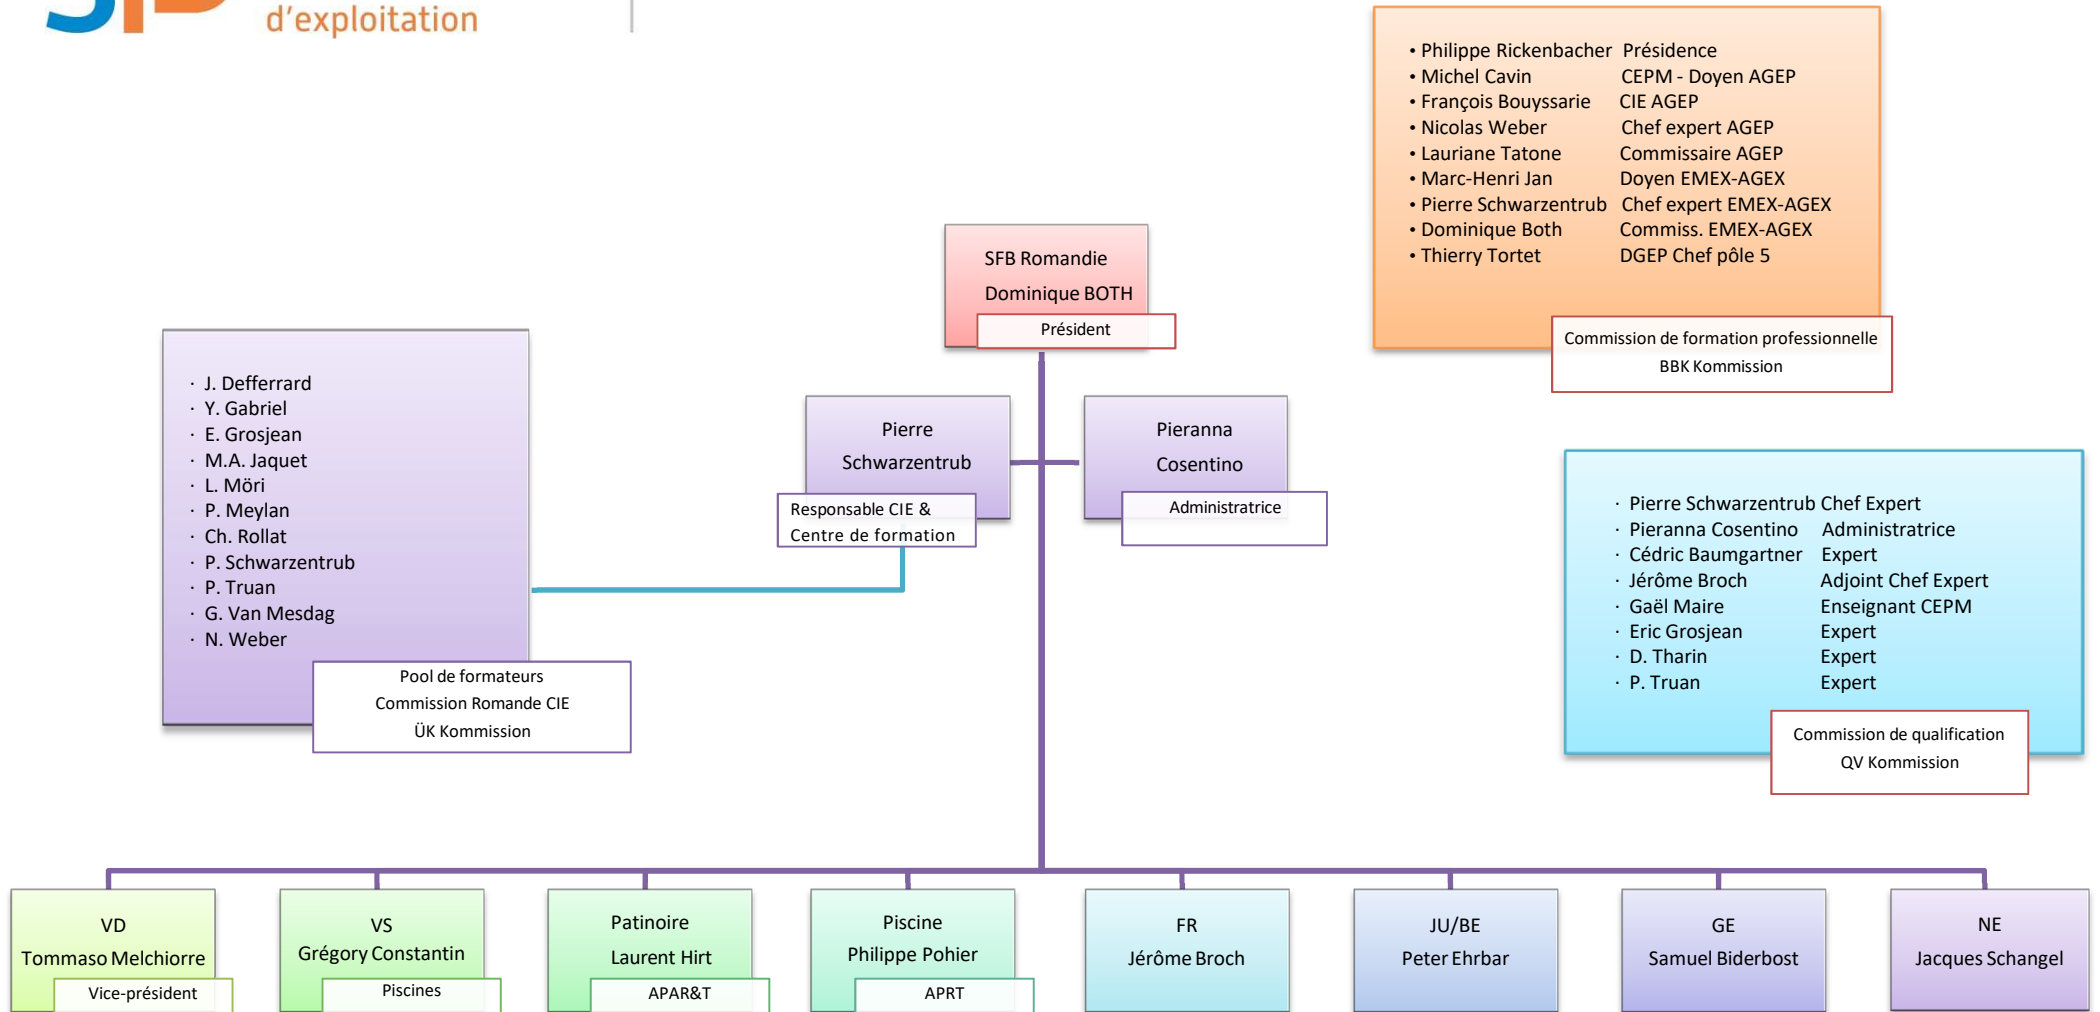 d'exploitation
• Philippe Rickenbacher Présidence
• Michel Cavin CEPM - Doyen AGEP
• François Bouyssarie CIE AGEP
• Nicolas Weber Chef expert AGEP
• Lauriane Tatone Commissaire AGEP
• Marc-Henri Jan Doyen EMEX-AGEX
• Pierre Schwarzentrub Chef expert EMEX-AGEX
• Dominique Both Commiss. EMEX-AGEX
• Thierry Tortet DGEP Chef pôle 5
Commission de formation professionnelle
BBK Kommission
SFB Romandie
Dominique BOTH
Président
· J. Defferrard
· Y. Gabriel
· E. Grosjean
· M.A. Jaquet
· L. Möri
· P. Meylan
· Ch. Rollat
· P. Schwarzentrub
· P. Truan
· G. Van Mesdag
· N. Weber
Pool de formateurs
Commission Romande CIE
ÜK Kommission
Pierre
Schwarzentrub
Responsable CIE &
Centre de formation
Pieranna
Cosentino
Administratrice
· Pierre Schwarzentrub Chef Expert
· Pieranna Cosentino Administratrice
· Cédric Baumgartner Expert
· Jérôme Broch Adjoint Chef Expert
· Gaël Maire Enseignant CEPM
· Eric Grosjean Expert
· D. Tharin Expert
· P. Truan Expert
Commission de qualification
QV Kommission
VD
Tommaso Melchiorre
Vice-président
VS
Grégory Constantin
Piscines
Patinoire
Laurent Hirt
APAR&T
Piscine
Philippe Pohier
APRT
FR
Jérôme Broch
JU/BE
Peter Ehrbar
GE
Samuel Biderbost
NE
Jacques Schangel